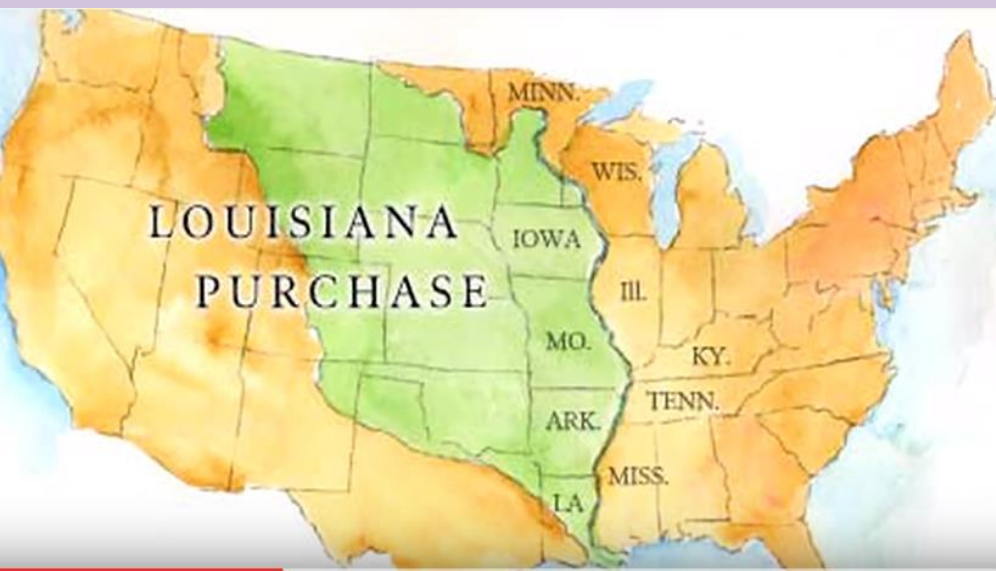 MINN.
WIS.
LOUISIANA
IOWA
PURCHASE
Ill.
MO.
KY.
TENN.
ARK.
MISS.
LA